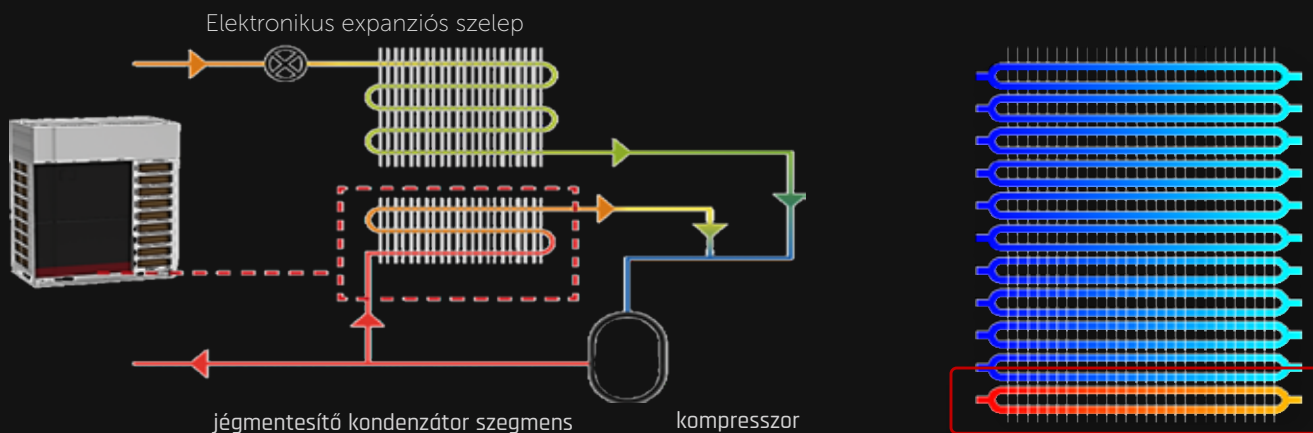 Elektronikus expanziós szelep
jégmentesítő kondenzátor szegmens
kompresszor